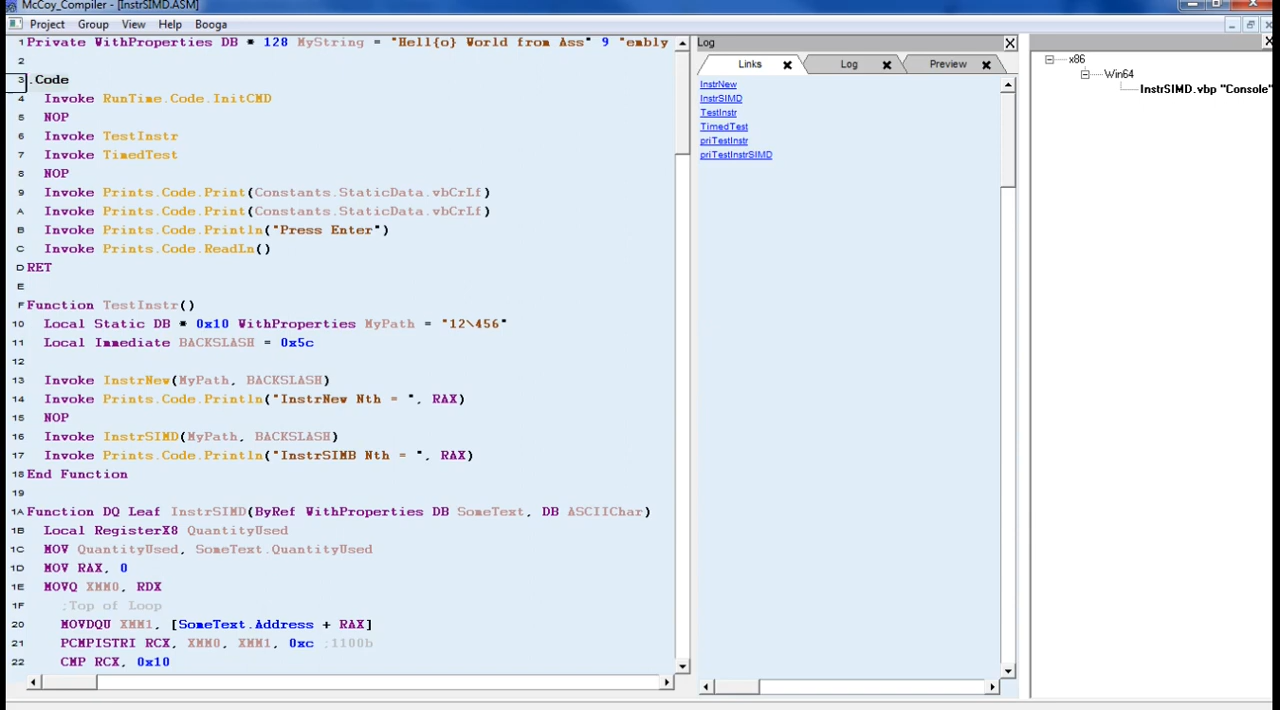 McCoy_Compiler - [InstrSIMD.ASM]
Project Group View Help Booga
1 Private WithProperties DB * 128 MyString = "Hell{o} World from Ass" 9 "embly
2
3 .Code
4 Invoke RunTime.Code.InitCMD
5 NOP
6 Invoke TestInstr
7 Invoke TimedTest
8 NOP
9 Invoke Prints.Code.Print(Constants.StaticData.vbCrLf)
A Invoke Prints.Code.Print(Constants.StaticData.vbCrLf)
B Invoke Prints.Code.Println("Press Enter")
C Invoke Prints.Code.ReadLn()
D RET
E
F Function TestInstr()
10 Local Static DB * 0x10 WithProperties MyPath = "12\456"
11 Local Immediate BACKSLASH = 0x5c
12
13 Invoke InstrNew(MyPath, BACKSLASH)
14 Invoke Prints.Code.Println("InstrNew Nth = ", RAX)
15 NOP
16 Invoke InstrSIMD(MyPath, BACKSLASH)
17 Invoke Prints.Code.Println("InstrSIMB Nth = ", RAX)
18 End Function
19
1A Function DQ Leaf InstrSIMD(ByRef WithProperties DB SomeText, DB ASCIIChar)
1B Local RegisterX8 QuantityUsed
1C MOV QuantityUsed, SomeText.QuantityUsed
1D MOV RAX, 0
1E MOVQ XMM0, RDX
1F ;Top of Loop
20 MOVDQU XMM1, [SomeText.Address + RAX]
21 PCMPISTRI RCX, XMM0, XMM1, 0xc ;1100b
22 CMP RCX, 0x10
Log
Links Log Preview
InstrNew
InstrSIMD
TestInstr
TimedTest
priTestInstr
priTestInstrSIMD
x86
Win64
InstrSIMD.vbp "Console"